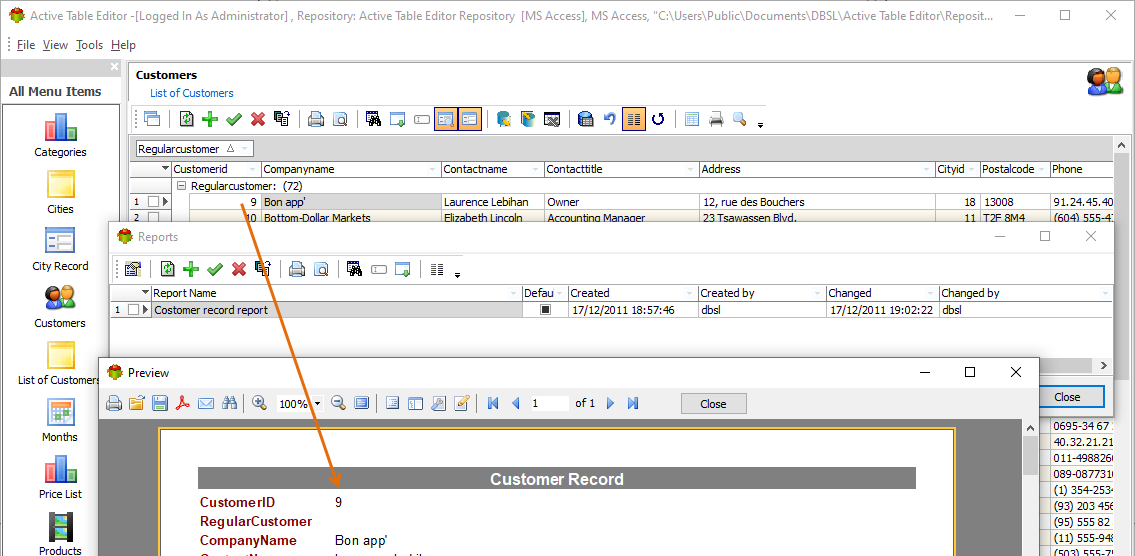 Active Table Editor -[Logged In As Administrator] , Repository: Active Table Editor Repository  [MS Access], MS Access, "C:\Users\Public\Documents\DBSL\Active Table Editor\Reposit...
File View Tools Help
All Menu Items
Categories
Cities
City Record
Customers
List of Customers
Months
Price List
Products
Customers
List of Customers
Regularcustomer
Customerid Companyname Contactname Contacttitle Address Cityid Postalcode Phone
Regularcustomer: (72)
1 9 Bon app' Laurence Lebihan Owner 12, rue des Bouchers 18 13008 91.24.45.40
2 10 Bottom-Dollar Markets Elizabeth Lincoln Accounting Manager 23 Tsawassen Blvd. 11 T2F 8M4 (604) 555-47
Reports
Report Name Defau Created Created by Changed Changed by
1 Costomer record report 17/12/2011 18:57:46 dbsl 17/12/2011 19:02:22 dbsl
Close
Preview
100% 1 of 1 Close
Customer Record
CustomerID 9
RegularCustomer
CompanyName Bon app'
0695-34 67
40.32.21.21
011-4988260
089-0877310
(1) 354-2534
(93) 203 456
(95) 555 82
(11) 555-948
(503) 555-75